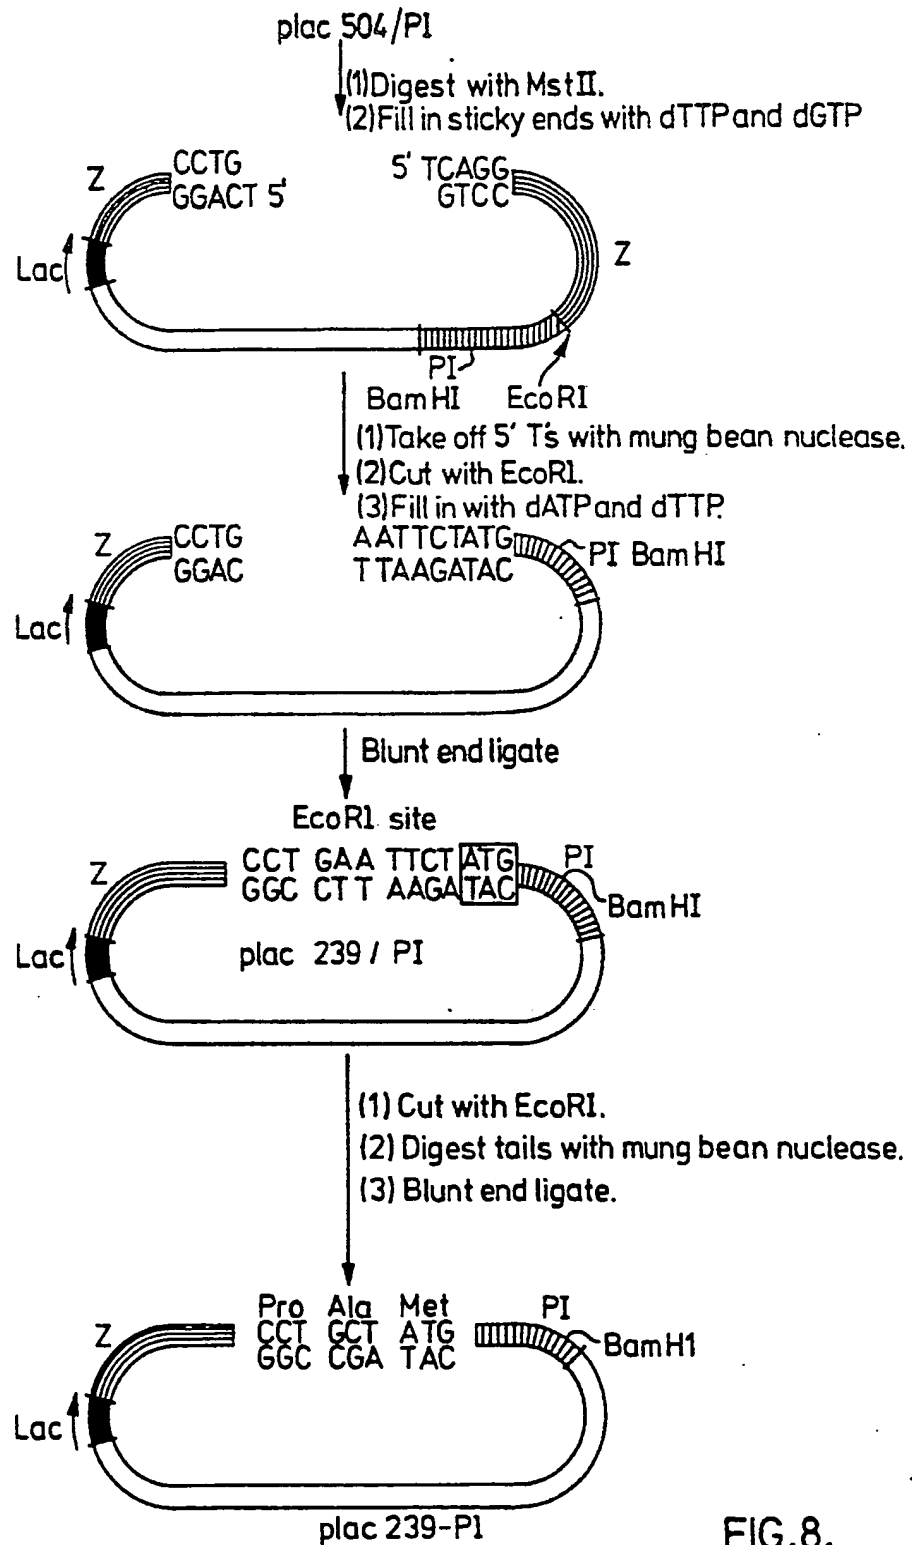 plac 504/PI
(1)Digest with MstII.
(2)Fill in sticky ends with dTTP and dGTP
Z
CCTG
GGACT 5'
5' TCAGG
GTCC
Z
Lac
PI
BamHI EcoRI
(1)Take off 5' T's with mung bean nuclease.
(2)Cut with EcoR1.
(3)Fill in with dATP and dTTP.
Z
CCTG
GGAC
AATTCTATG
TTAAGATAC
PI BamHI
Lac
Blunt end ligate
EcoR1 site
Z
CCT GAA TTCT ATG
GGC CTT AAGA TAC
PI
BamHI
Lac
plac 239 / PI
(1) Cut with EcoRI.
(2) Digest tails with mung bean nuclease.
(3) Blunt end ligate.
Pro Ala Met
Z
CCT GCT ATG
GGC CGA TAC
PI
BamH1
Lac
plac 239-P1
FIG.8.